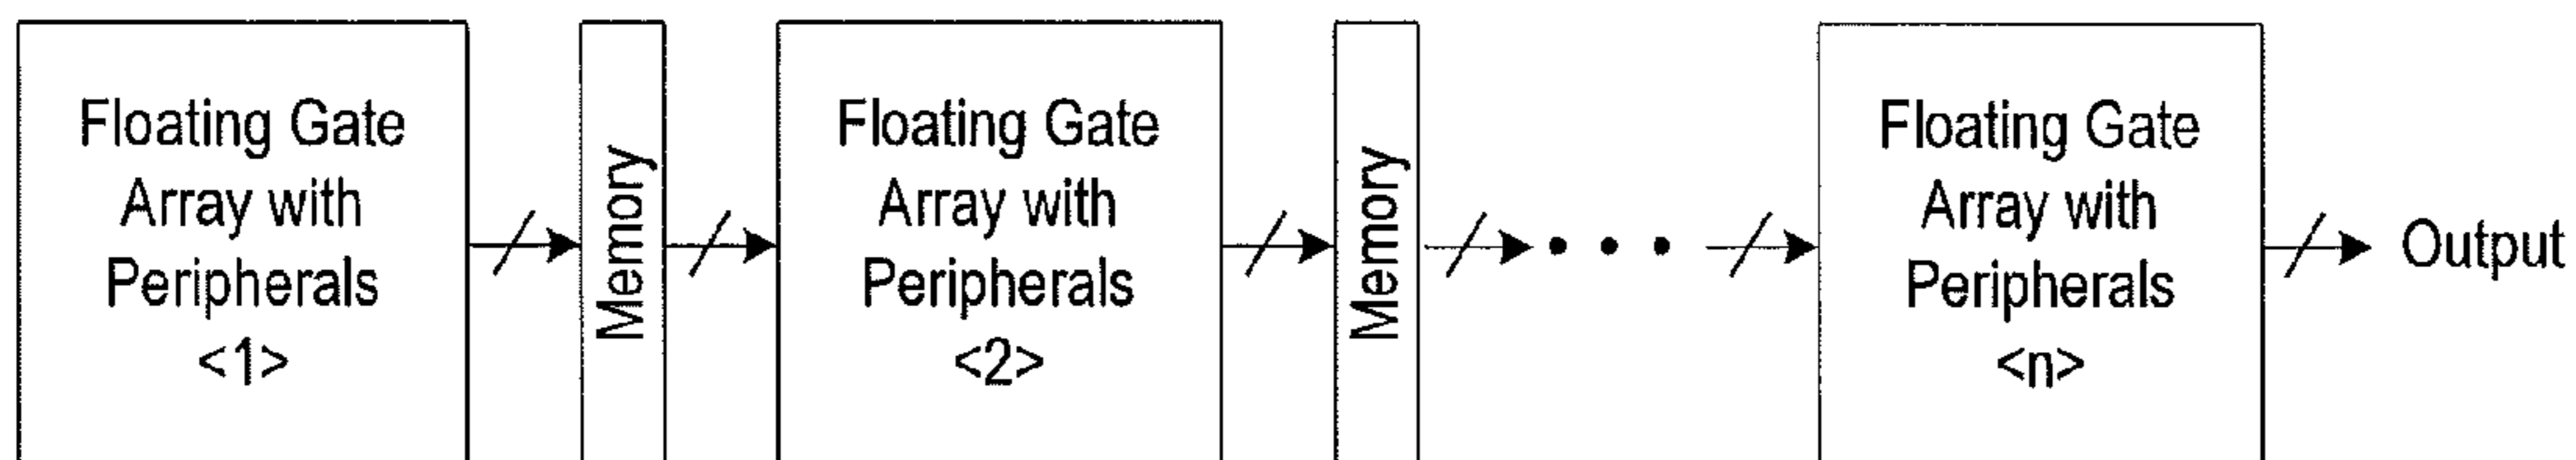 Floating Gate
Array with
Peripherals
<1>
Memory
Floating Gate
Array with
Peripherals
<2>
Memory
• • •
Floating Gate
Array with
Peripherals
<n>
Output